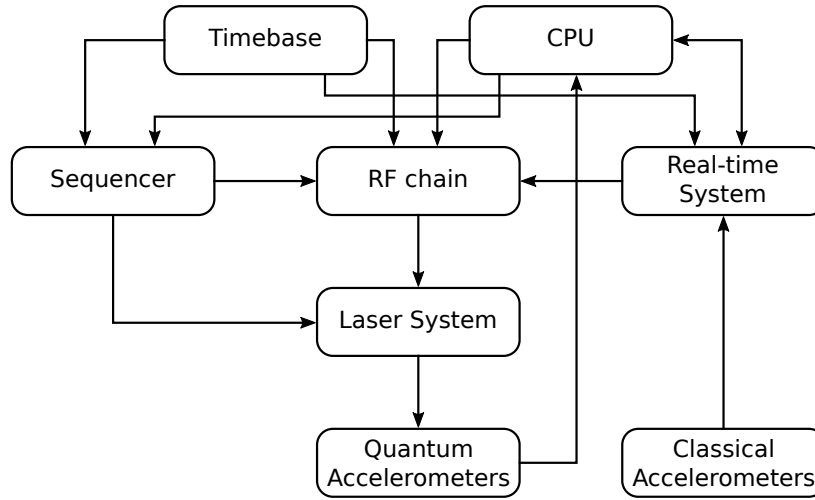 Timebase
CPU
Sequencer
RF chain
Real-time
System
Laser System
Quantum
Accelerometers
Classical
Accelerometers